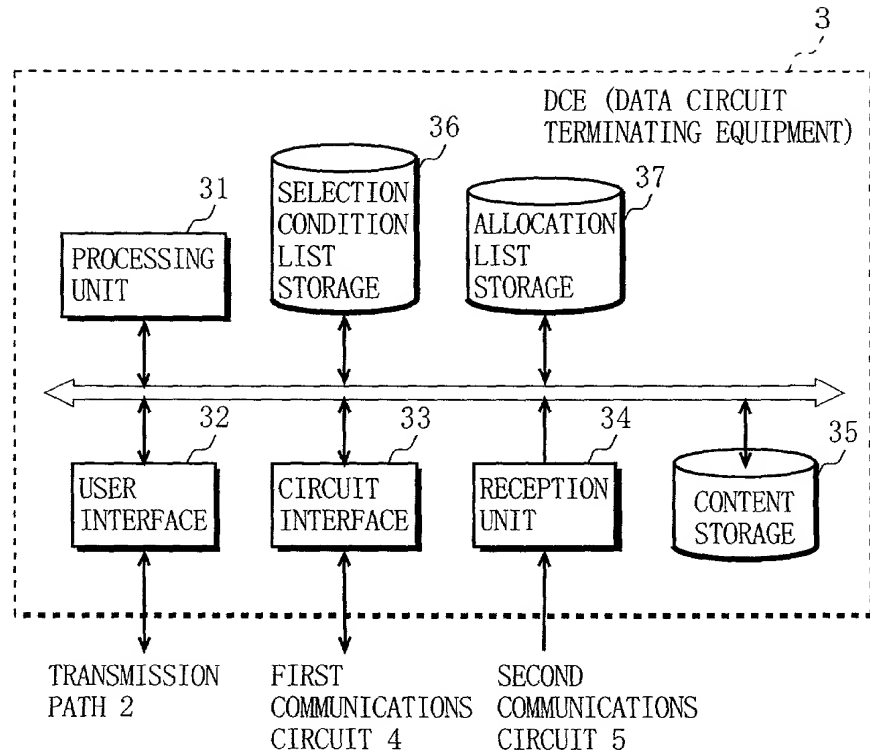 3
DCE (DATA CIRCUIT
TERMINATING EQUIPMENT)
36
SELECTION
CONDITION
LIST
STORAGE
37
ALLOCATION
LIST
STORAGE
31
PROCESSING
UNIT
32
USER
INTERFACE
33
CIRCUIT
INTERFACE
34
RECEPTION
UNIT
35
CONTENT
STORAGE
TRANSMISSION
PATH 2
FIRST
COMMUNICATIONS
CIRCUIT 4
SECOND
COMMUNICATIONS
CIRCUIT 5